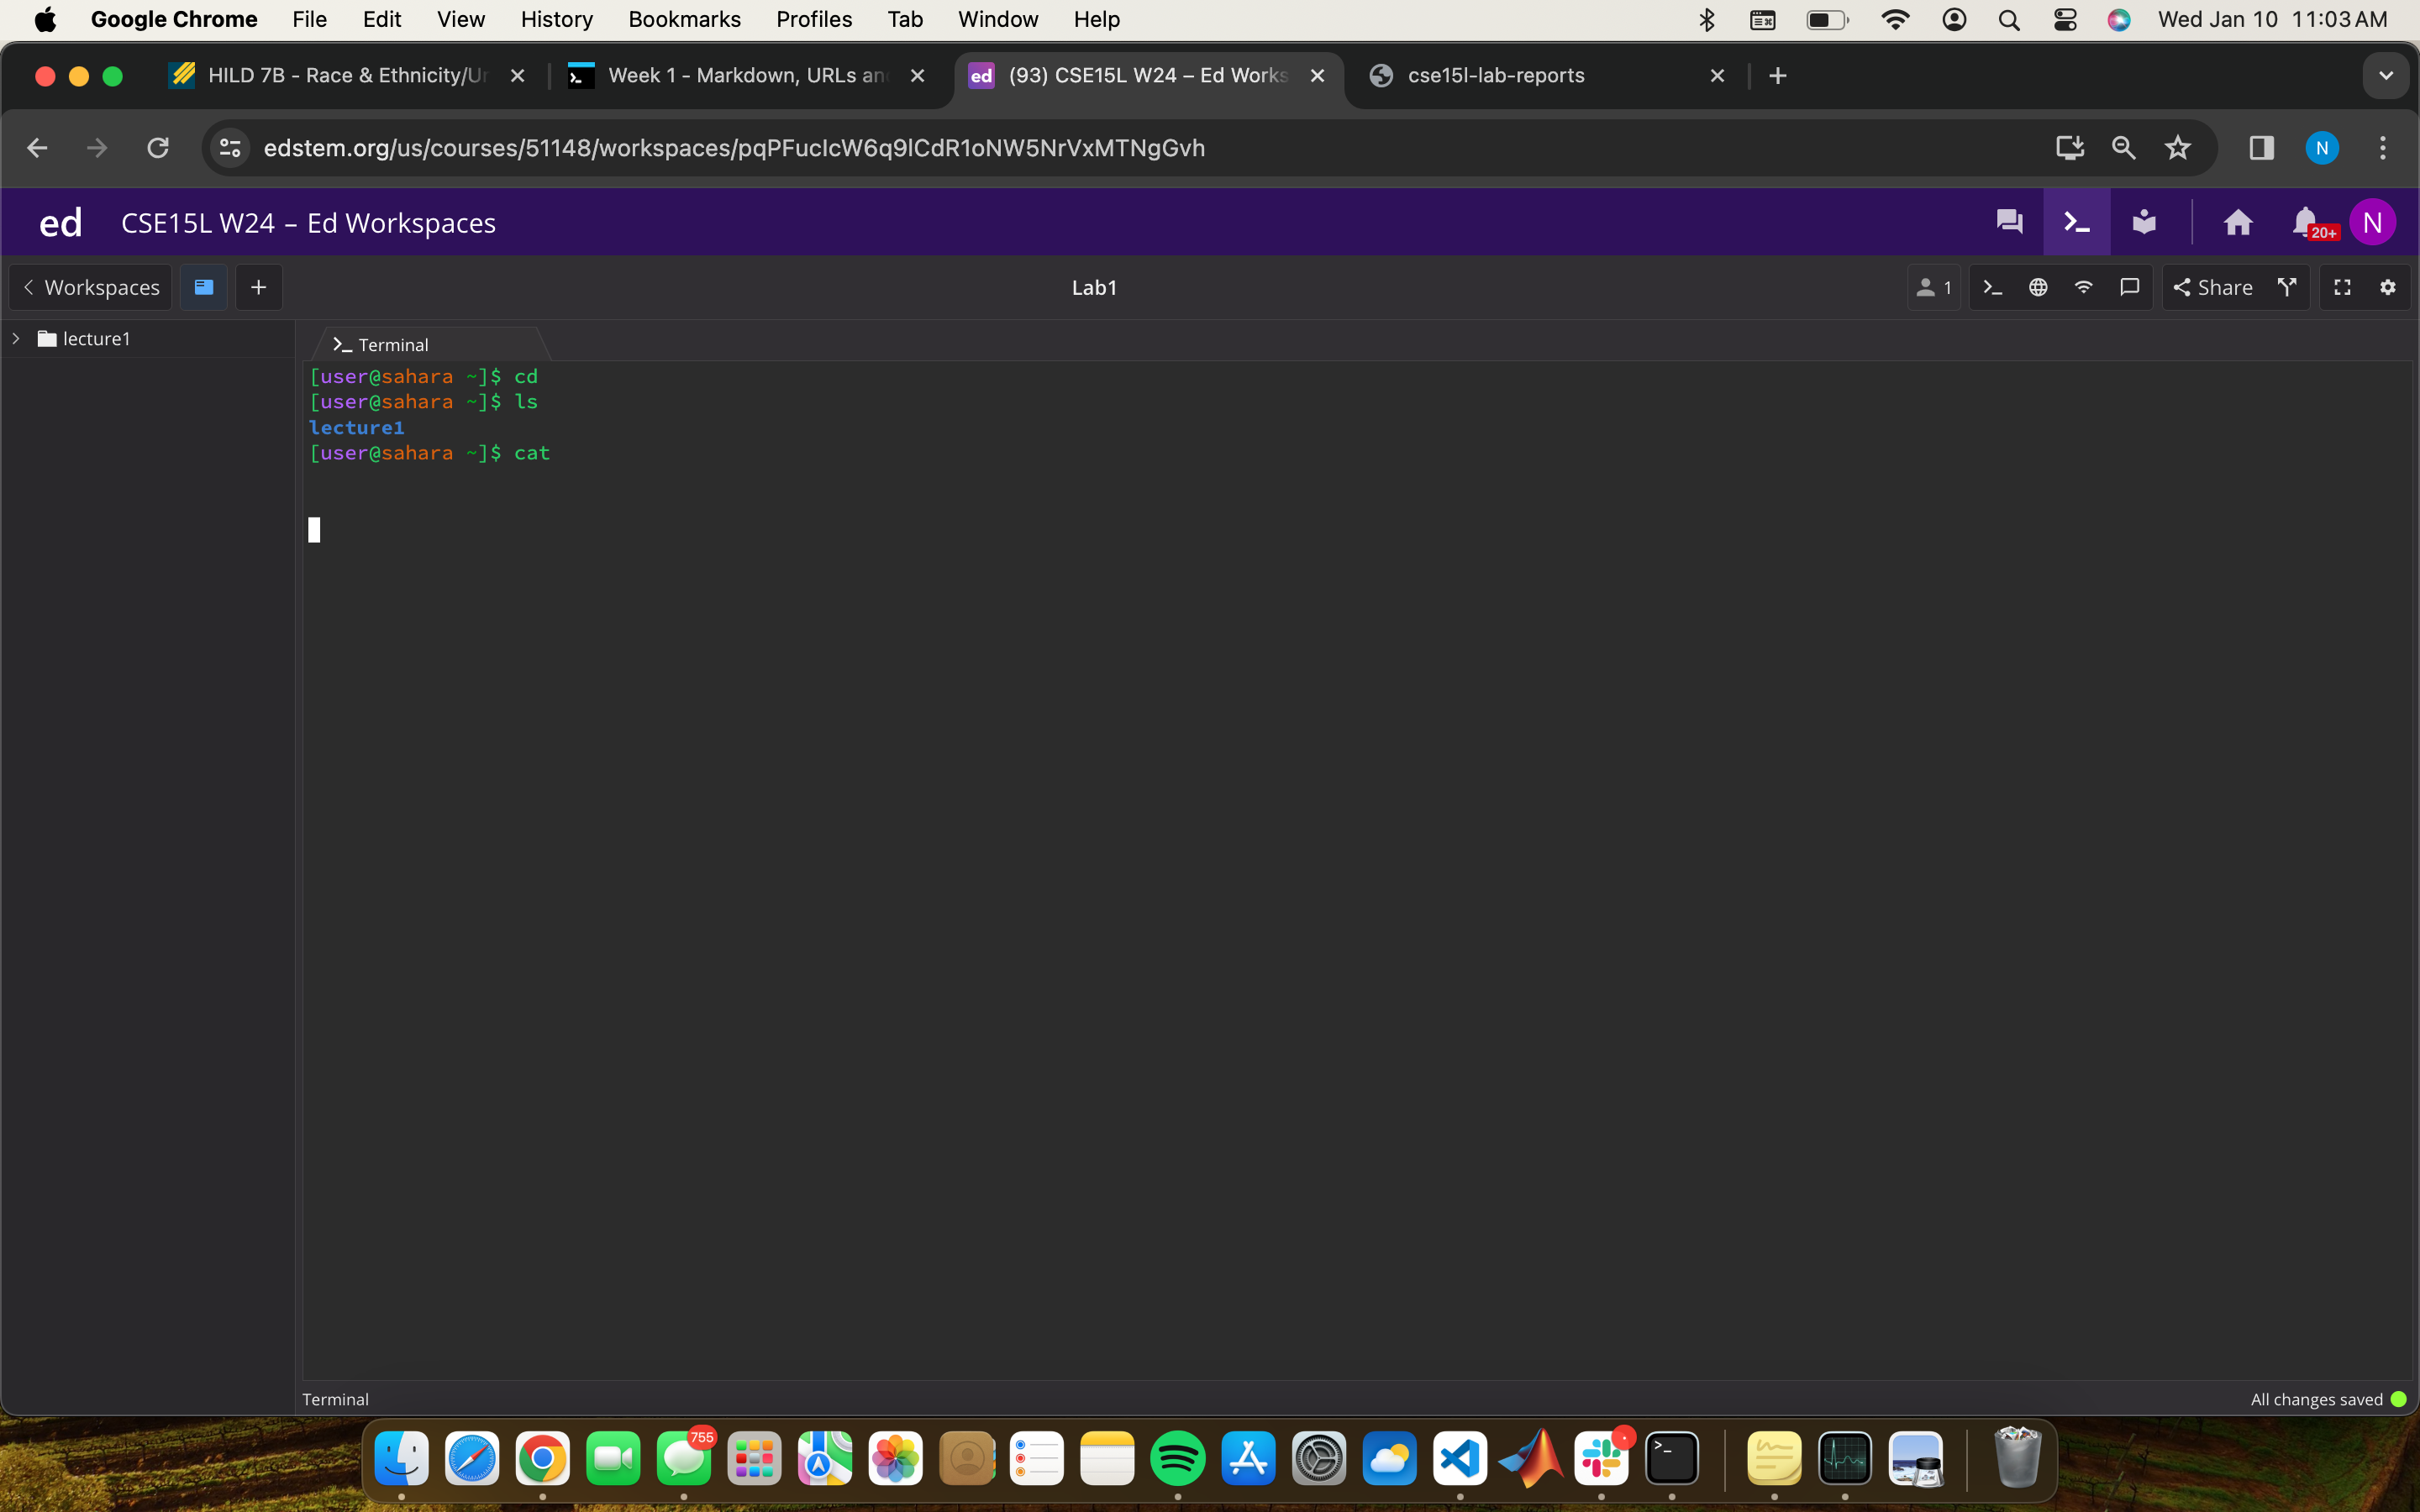 Google Chrome File Edit View History Bookmarks Profiles Tab Window Help Wed Jan 10 11:03 AM
HILD 7B - Race & Ethnicity/Ur Week 1 - Markdown, URLs an ed (93) CSE15L W24 – Ed Works cse15l-lab-reports
edstem.org/us/courses/51148/workspaces/pqPFucIcW6q9lCdR1oNW5NrVxMTNgGvh N
ed CSE15L W24 – Ed Workspaces 20+ N
Workspaces Lab1 1 Share
lecture1
Terminal
[user@sahara ~]$ cd
[user@sahara ~]$ ls
lecture1
[user@sahara ~]$ cat
Terminal All changes saved
755